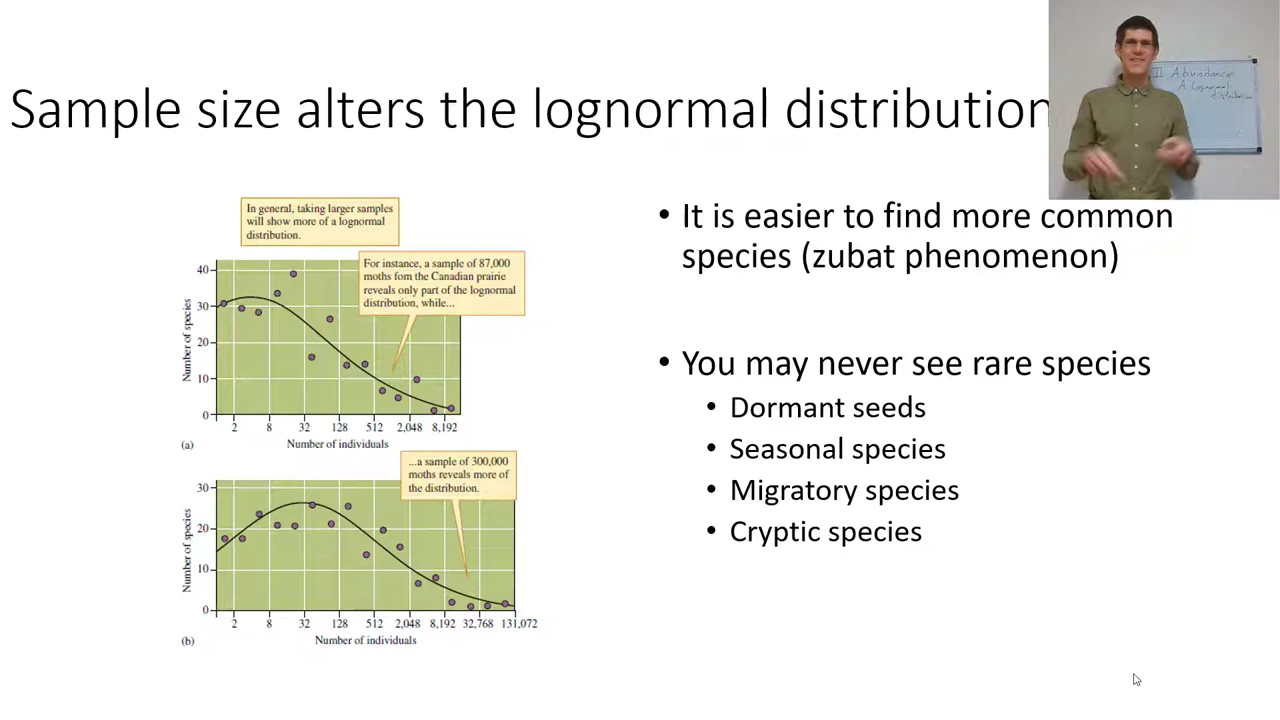 Sample size alters the lognormal distribution
III Abundance
A Lognormal
distribution
In general, taking larger samples
will show more of a lognormal
distribution.
For instance, a sample of 87,000
moths fom the Canadian prairie
reveals only part of the lognormal
distribution, while...
Number of species
40
30
20
10
0
2 8 32 128 512 2,048 8,192
(a)
Number of individuals
...a sample of 300,000
moths reveals more of
the distribution.
Number of species
30
20
10
0
2 8 32 128 512 2,048 8,192 32,768 131,072
(b)
Number of individuals
• It is easier to find more common
species (zubat phenomenon)
• You may never see rare species
• Dormant seeds
• Seasonal species
• Migratory species
• Cryptic species